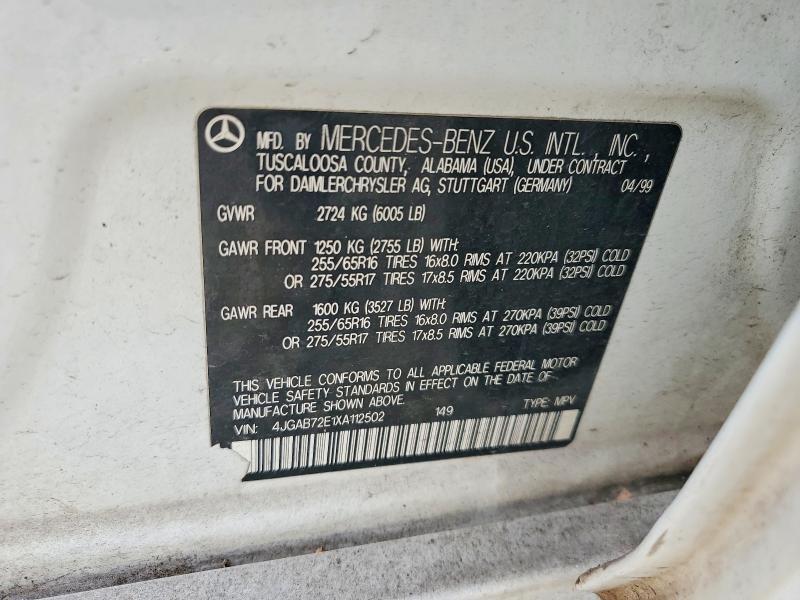 MFD. BY MERCEDES-BENZ U.S. INTL., INC.,
TUSCALOOSA COUNTY, ALABAMA (USA), UNDER CONTRACT
FOR DAIMLERCHRYSLER AG, STUTTGART (GERMANY) 04/99
GVWR 2724 KG (6005 LB)
GAWR FRONT 1250 KG (2755 LB) WITH:
255/65R16 TIRES 16x8.0 RIMS AT 220KPA (32PSI) COLD
OR 275/55R17 TIRES 17x8.5 RIMS AT 220KPA (32PSI) COLD
GAWR REAR 1600 KG (3527 LB) WITH:
255/65R16 TIRES 16x8.0 RIMS AT 270KPA (39PSI) COLD
OR 275/55R17 TIRES 17x8.5 RIMS AT 270KPA (39PSI) COLD
THIS VEHICLE CONFORMS TO ALL APPLICABLE FEDERAL MOTOR
VEHICLE SAFETY-STANDARDS IN EFFECT ON THE DATE OF
MANUFACTURE SHOWN ABOVE.
VIN: 4JGAB72E1XA112502 149 TYPE: MPV